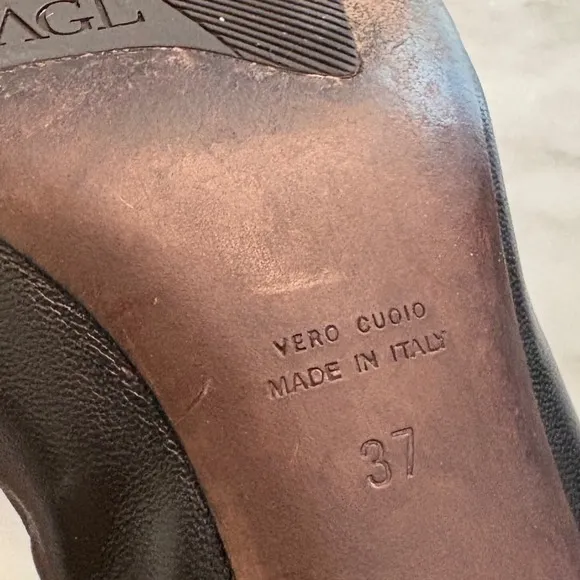 AGL
VERO CUOIO
MADE IN ITALY
37